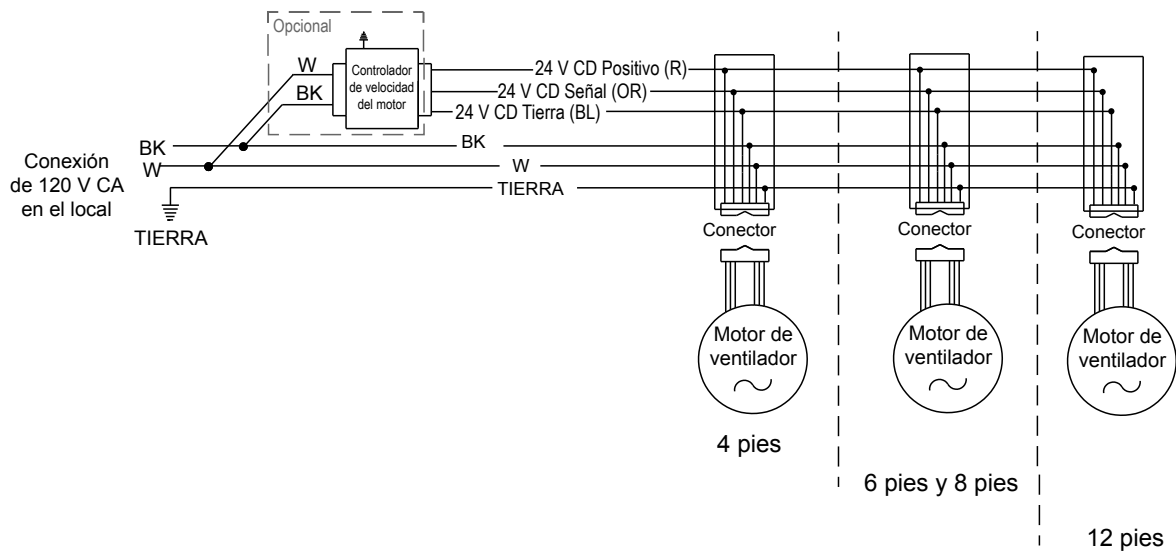 Opcional
W
BK
Controlador
de velocidad
del motor
24 V CD Positivo (R)
24 V CD Señal (OR)
24 V CD Tierra (BL)
BK
W
BK
W
TIERRA
Conexión
de 120 V CA
en el local
TIERRA
Conector
Conector
Conector
Motor de
ventilador
Motor de
ventilador
Motor de
ventilador
4 pies
6 pies y 8 pies
12 pies